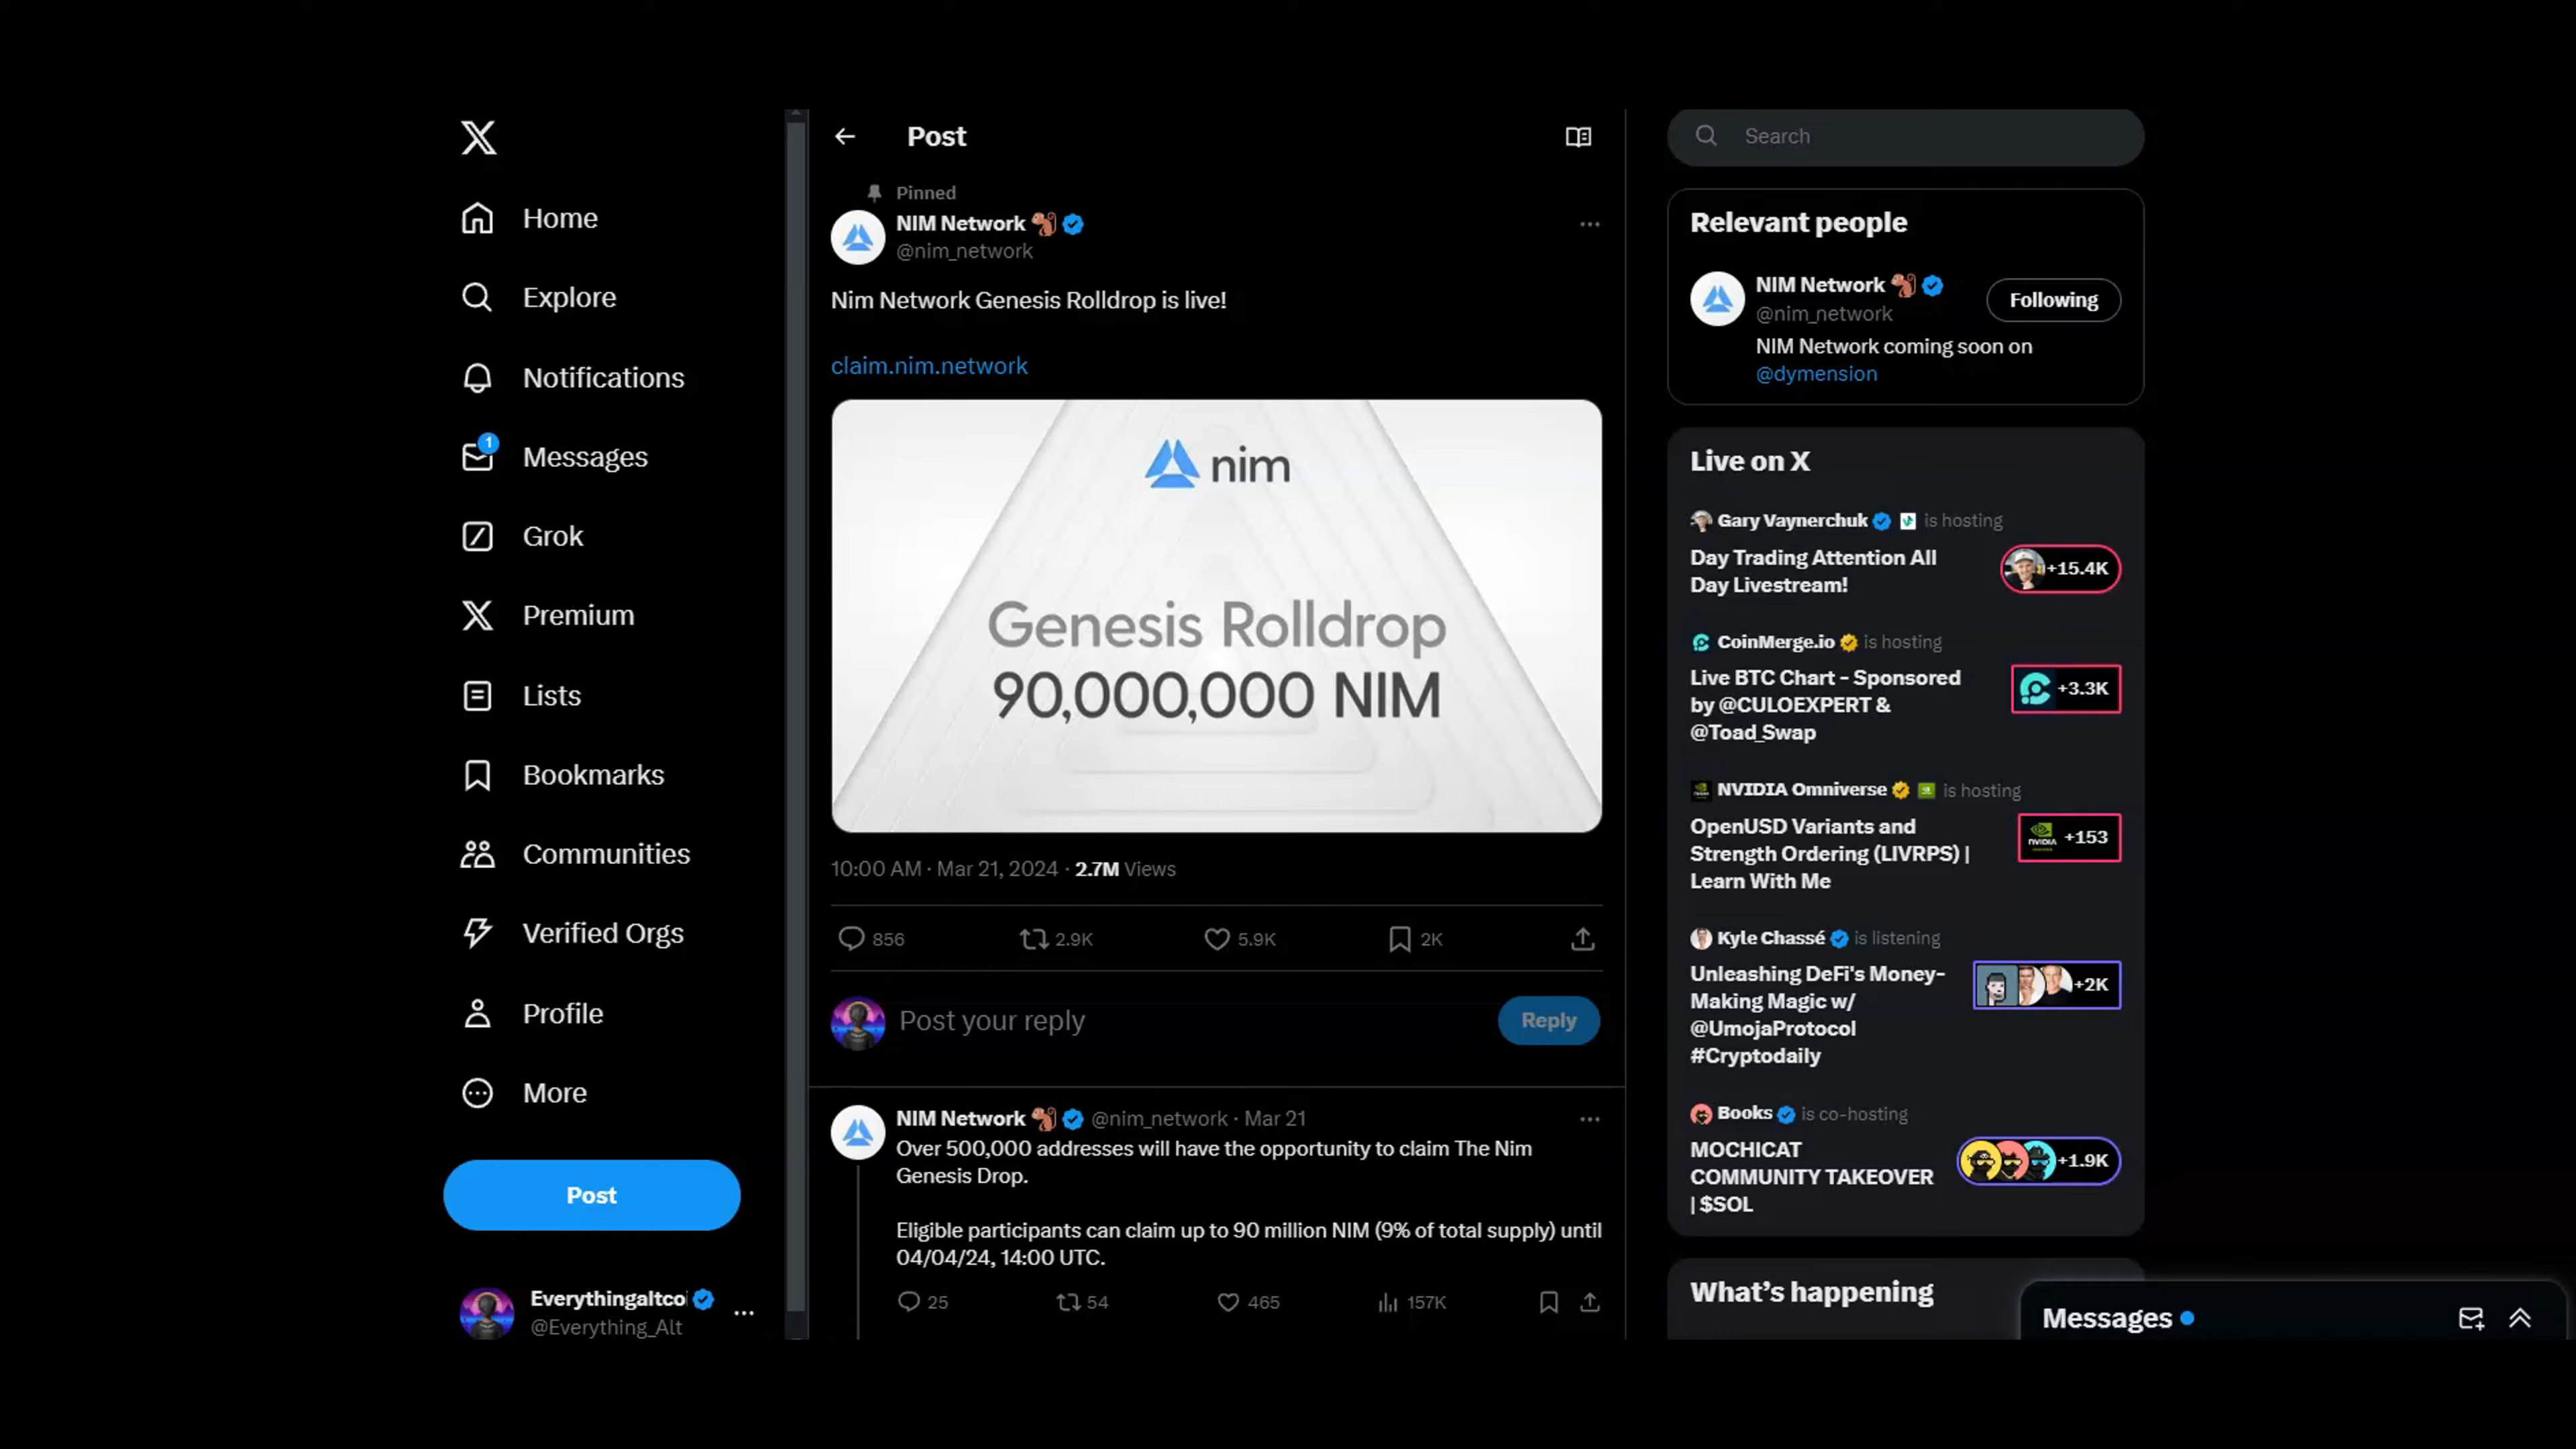 Home
Explore
Notifications
1
Messages
Grok
Premium
Lists
Bookmarks
Communities
Verified Orgs
Profile
More
Post
Everythingaltco
@Everything_Alt
Post
Pinned
NIM Network
@nim_network
Nim Network Genesis Rolldrop is live!
claim.nim.network
nim
Genesis Rolldrop
90,000,000 NIM
10:00 AM · Mar 21, 2024 · 2.7M Views
856 2.9K 5.9K 2K
Post your reply Reply
NIM Network @nim_network · Mar 21
Over 500,000 addresses will have the opportunity to claim The Nim
Genesis Drop.
Eligible participants can claim up to 90 million NIM (9% of total supply) until
04/04/24, 14:00 UTC.
25 54 465 157K
Search
Relevant people
NIM Network
@nim_network
Following
NIM Network coming soon on
@dymension
Live on X
Gary Vaynerchuk is hosting
Day Trading Attention All
Day Livestream!
+15.4K
CoinMerge.io is hosting
Live BTC Chart - Sponsored
by @CULOEXPERT &
@Toad_Swap
+3.3K
NVIDIA Omniverse is hosting
OpenUSD Variants and
Strength Ordering (LIVRPS) |
Learn With Me
NVIDIA +153
Kyle Chassé is listening
Unleashing DeFi's Money-
Making Magic w/
@UmojaProtocol
#Cryptodaily
+2K
Books is co-hosting
MOCHICAT
COMMUNITY TAKEOVER
| $SOL
+1.9K
What's happening
Messages